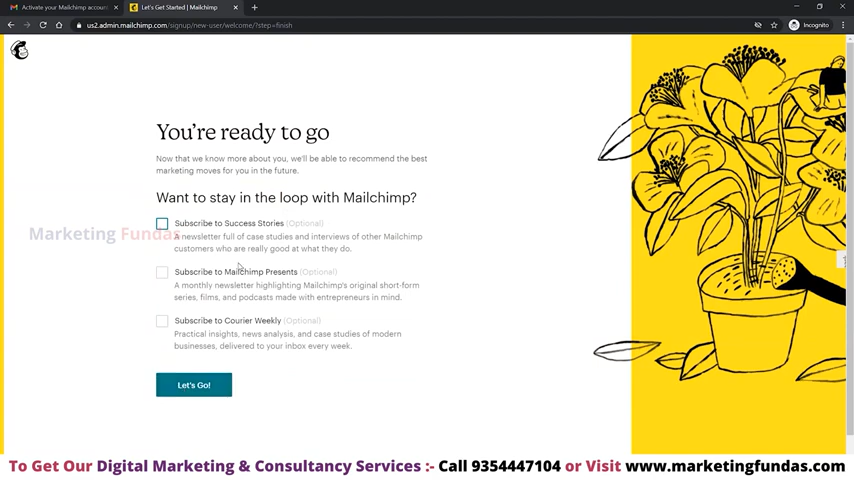 Activate your Mailchimp accoun
Let's Get Started | Mailchimp
us2.admin.mailchimp.com/signup/new-user/welcome/?step=finish
Incognito
You're ready to go
Now that we know more about you, we'll be able to recommend the best
marketing moves for you in the future.
Want to stay in the loop with Mailchimp?
Subscribe to Success Stories (Optional)
Marketing Fundas
A newsletter full of case studies and interviews of other Mailchimp
customers who are really good at what they do.
Subscribe to Mailchimp Presents (Optional)
A monthly newsletter highlighting Mailchimp's original short-form
series, films, and podcasts made with entrepreneurs in mind.
Subscribe to Courier Weekly (Optional)
Practical insights, news analysis, and case studies of modern
businesses, delivered to your inbox every week.
Let's Go!
To Get Our Digital Marketing & Consultancy Services :- Call 9354447104 or Visit www.marketingfundas.com